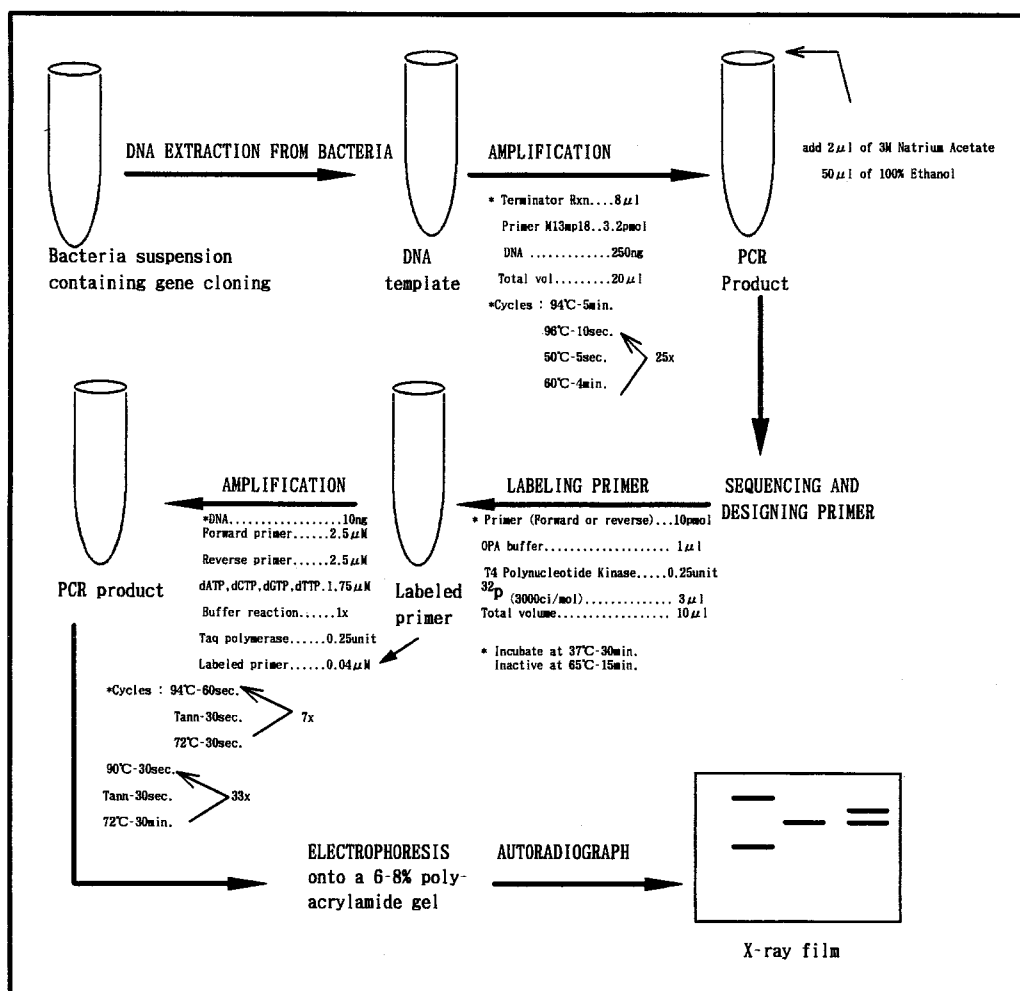 add 2μl of 3M Natrium Acetate
50μl of 100% Ethanol
DNA EXTRACTION FROM BACTERIA
AMPLIFICATION
* Terminator Rxn....8μl
Primer M13mp18..3.2pmol
DNA .............250ng
Total vol.........20μl
*Cycles : 94℃-5min.
96℃-10sec.
50℃-5sec.
60℃-4min.
25x
Bacteria suspension
containing gene cloning
DNA
template
PCR
Product
SEQUENCING AND
DESIGNING PRIMER
LABELING PRIMER
* Primer (Forward or reverse)...10pmol
OPA buffer.................... 1μl
T4 Polynucleotide Kinase.....0.25unit
32p (3000ci/mol).............. 3μl
Total volume.................. 10μl
* Incubate at 37℃-30min.
Inactive at 65℃-15min.
Labeled
primer
AMPLIFICATION
*DNA..................10ng
Forward primer......2.5μM
Reverse primer......2.5μM
dATP,dCTP,dGTP,dTTP.1.75μM
Buffer reaction......1x
Taq polymerase......0.25unit
Labeled primer......0.04μM
PCR product
*Cycles : 94℃-60sec.
Tann-30sec.
72℃-30sec.
7x
90℃-30sec.
Tann-30sec.
72℃-30min.
33x
ELECTROPHORESIS
onto a 6-8% poly-
acrylamide gel
AUTORADIOGRAPH
X-ray film